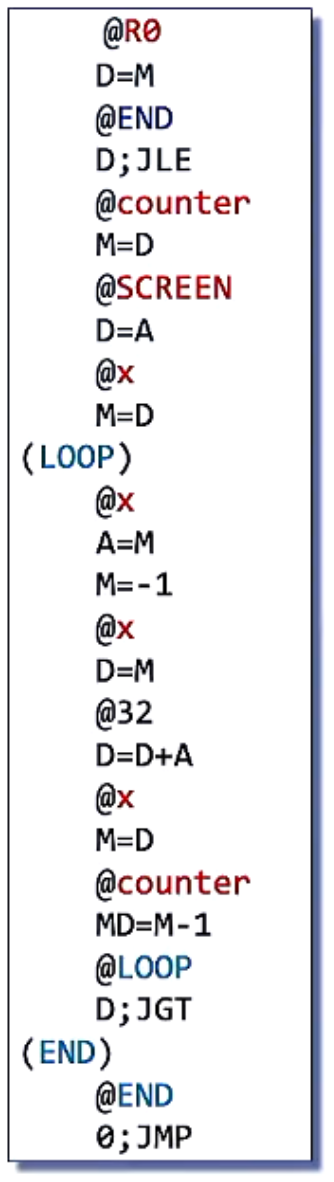 @R0
D=M
@END
D;JLE
@counter
M=D
@SCREEN
D=A
@x
M=D
(LOOP)
@x
A=M
M=-1
@x
D=M
@32
D=D+A
@x
M=D
@counter
MD=M-1
@LOOP
D;JGT
(END)
@END
0;JMP